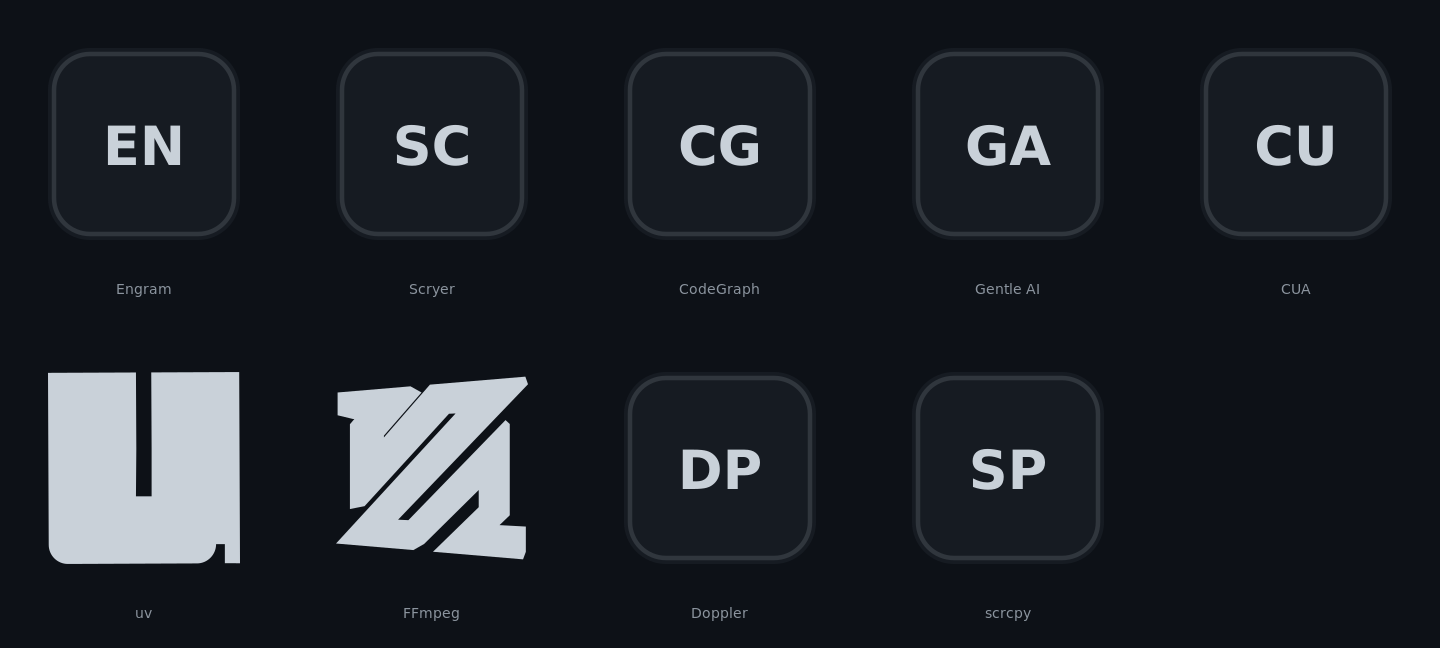 EN SC CG GA CU
Engram Scryer CodeGraph Gentle AI CUA
DP SP
uv FFmpeg Doppler scrcpy